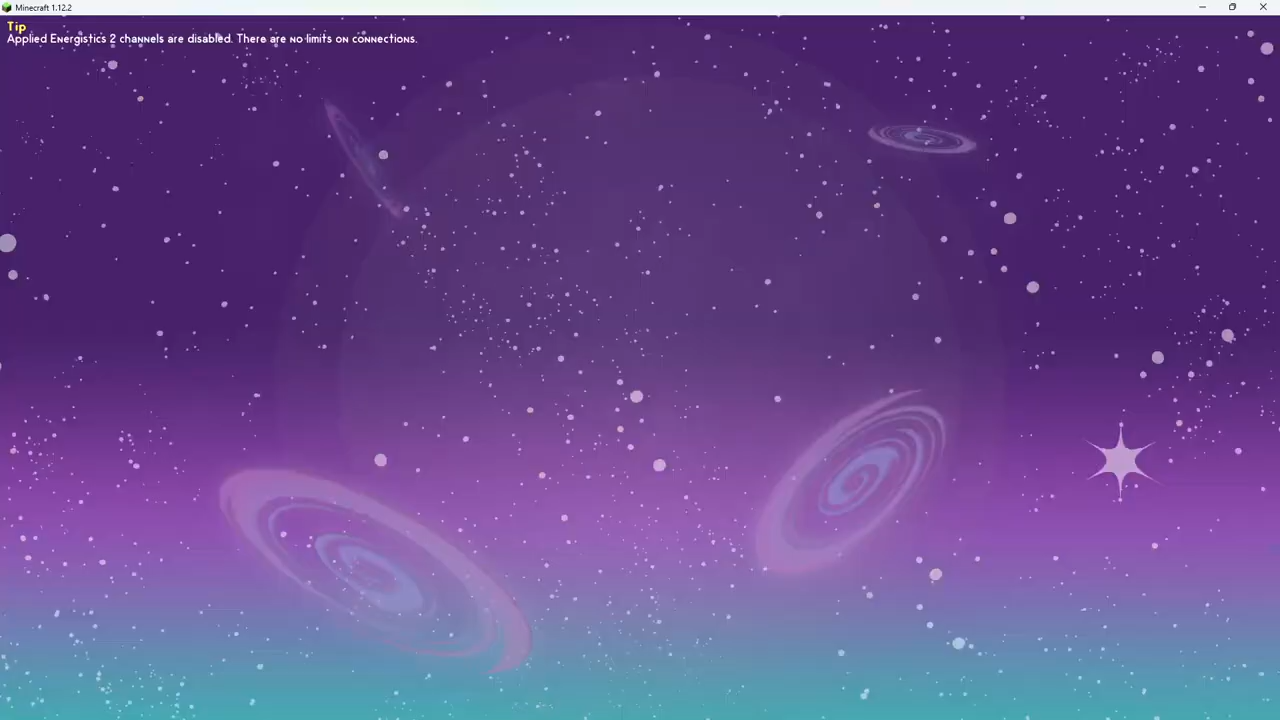 Minecraft 1.12.2
Tip
Applied Energistics 2 channels are disabled. There are no limits on connections.